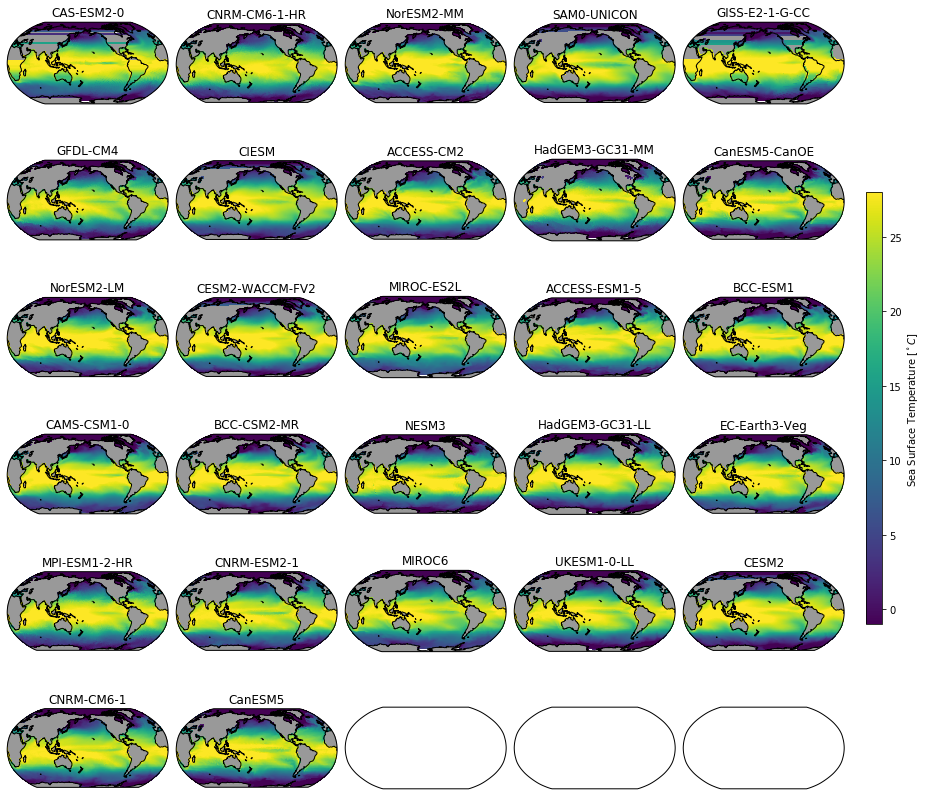 CAS-ESM2-0
CNRM-CM6-1-HR
NorESM2-MM
SAM0-UNICON
GISS-E2-1-G-CC
GFDL-CM4
CIESM
ACCESS-CM2
HadGEM3-GC31-MM
CanESM5-CanOE
NorESM2-LM
CESM2-WACCM-FV2
MIROC-ES2L
ACCESS-ESM1-5
BCC-ESM1
CAMS-CSM1-0
BCC-CSM2-MR
NESM3
HadGEM3-GC31-LL
EC-Earth3-Veg
MPI-ESM1-2-HR
CNRM-ESM2-1
MIROC6
UKESM1-0-LL
CESM2
CNRM-CM6-1
CanESM5
25
20
15
10
5
0
Sea Surface Temperature [˚C]